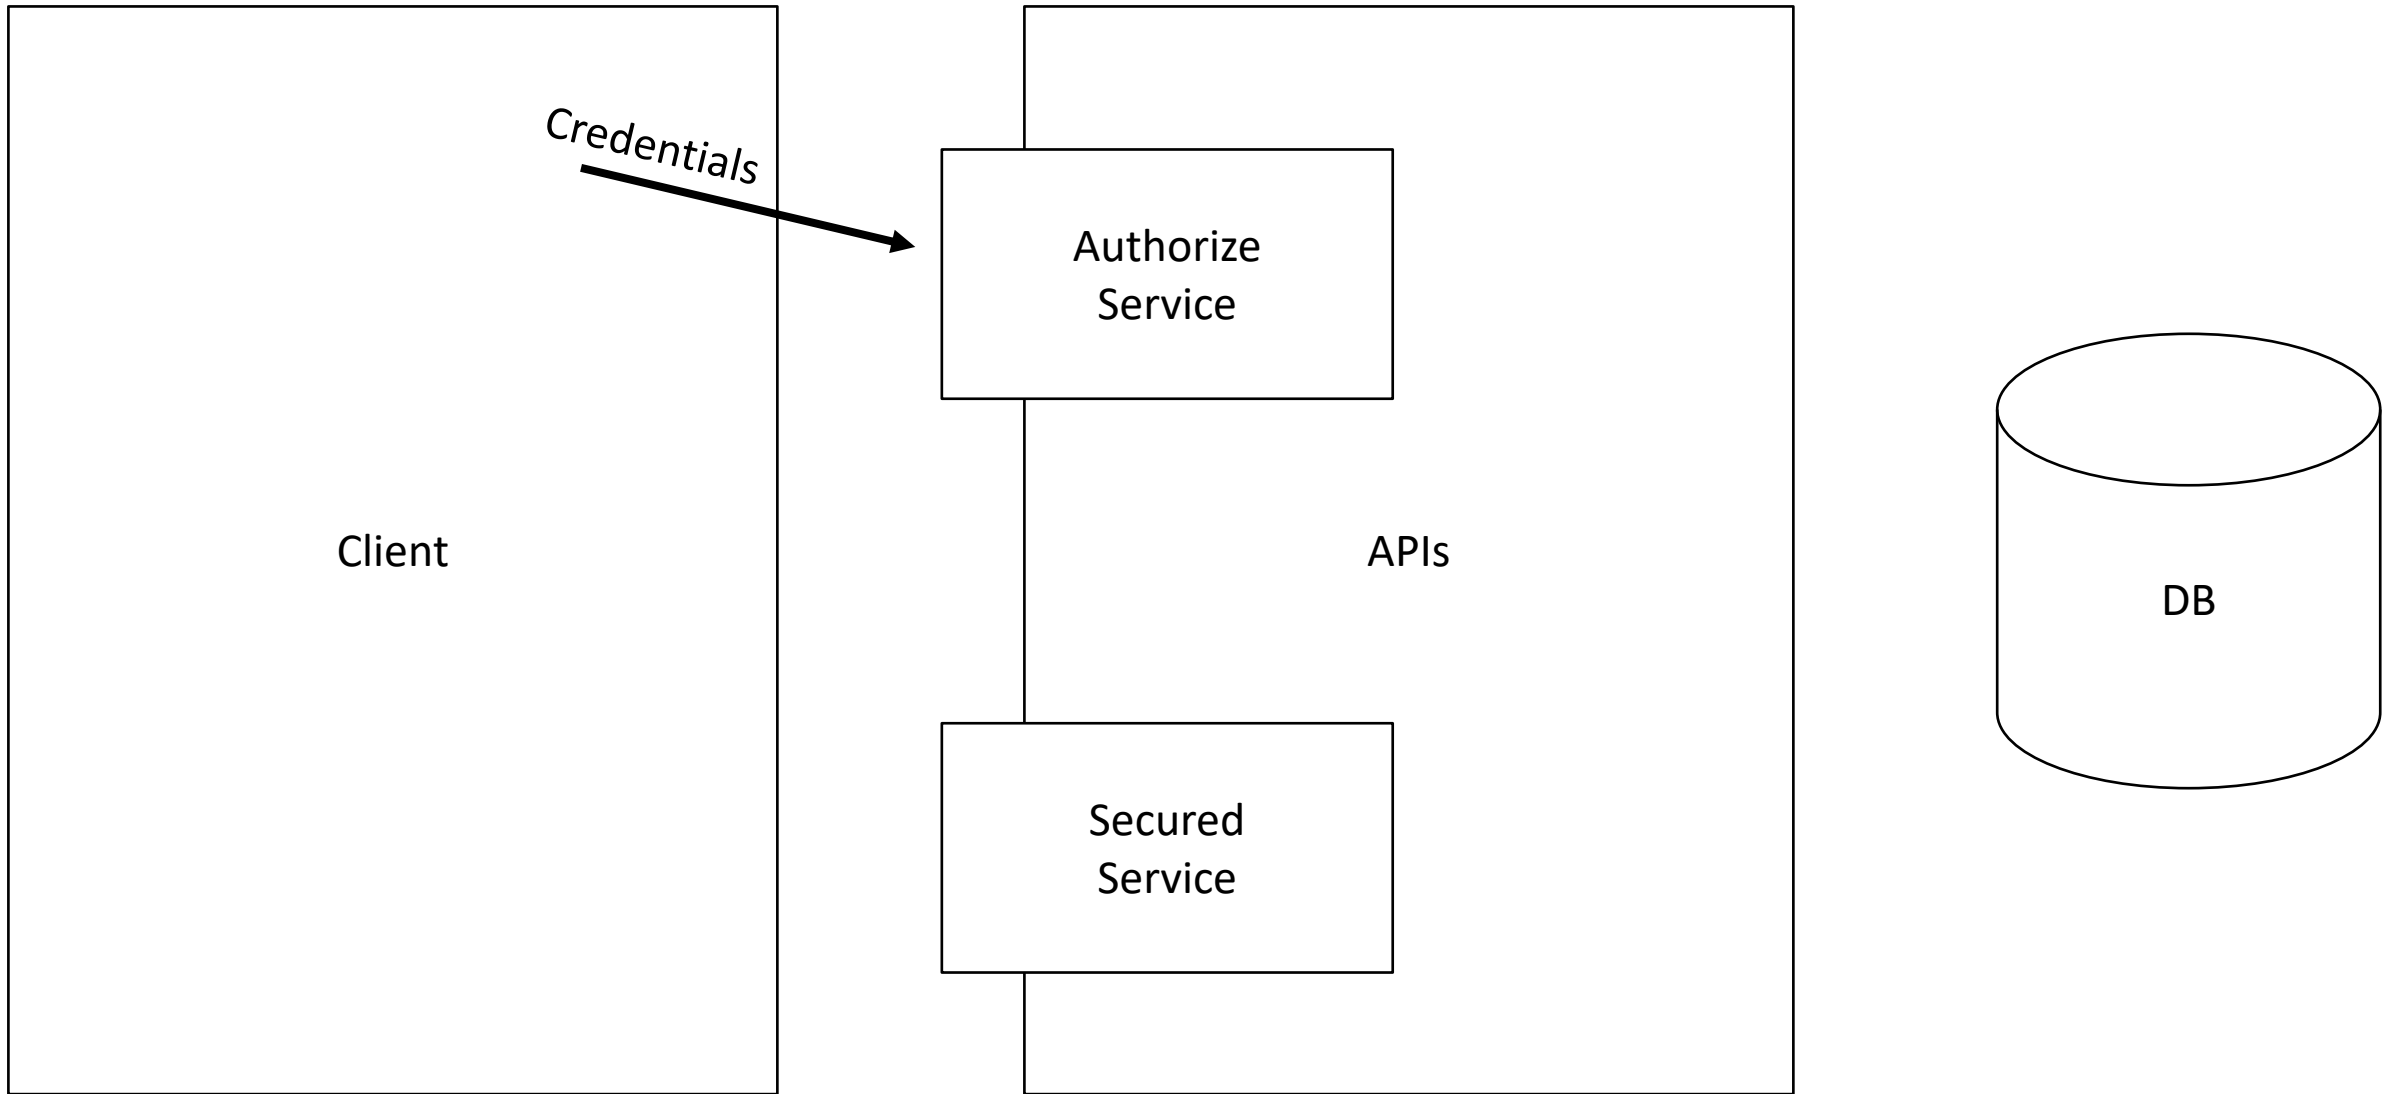 Credentials
Authorize
Service
Client
APIs
DB
Secured
Service